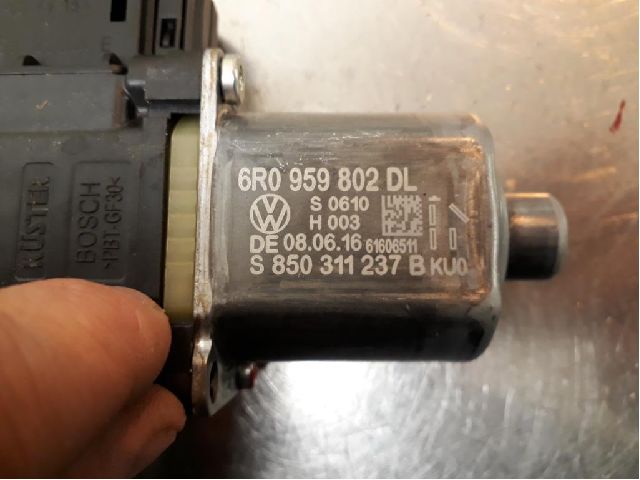 6R0 959 802 DL
S 0610
H 003
DE 08.06.16 61606511
S 850 311 237 B KU0
KÜSTER
BOSCH
>PBT-GF30<